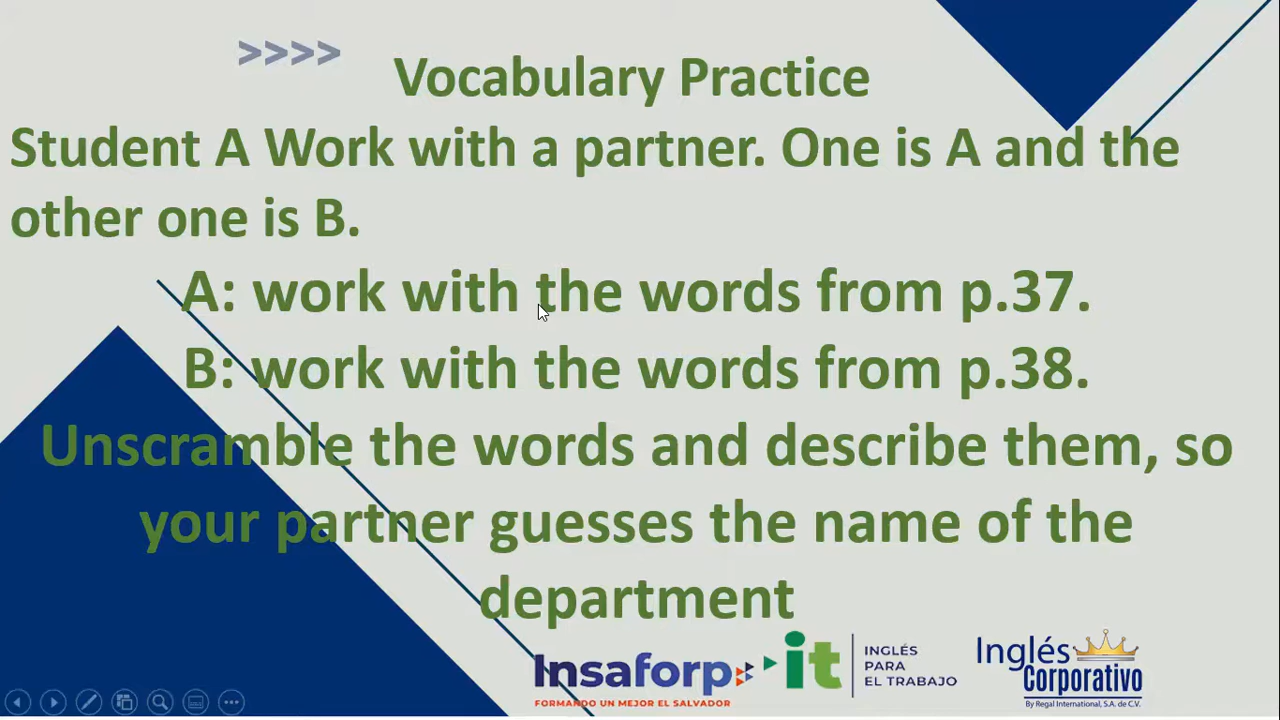 >>>>
Vocabulary Practice
Student A Work with a partner. One is A and the
other one is B.
A: work with the words from p.37.
B: work with the words from p.38.
Unscramble the words and describe them, so
your partner guesses the name of the
department
Insaforp
FORMANDO UN MEJOR EL SALVADOR
it
INGLÉS
PARA
EL TRABAJO
Inglés
Corporativo
By Regal International, S.A. de C.V.